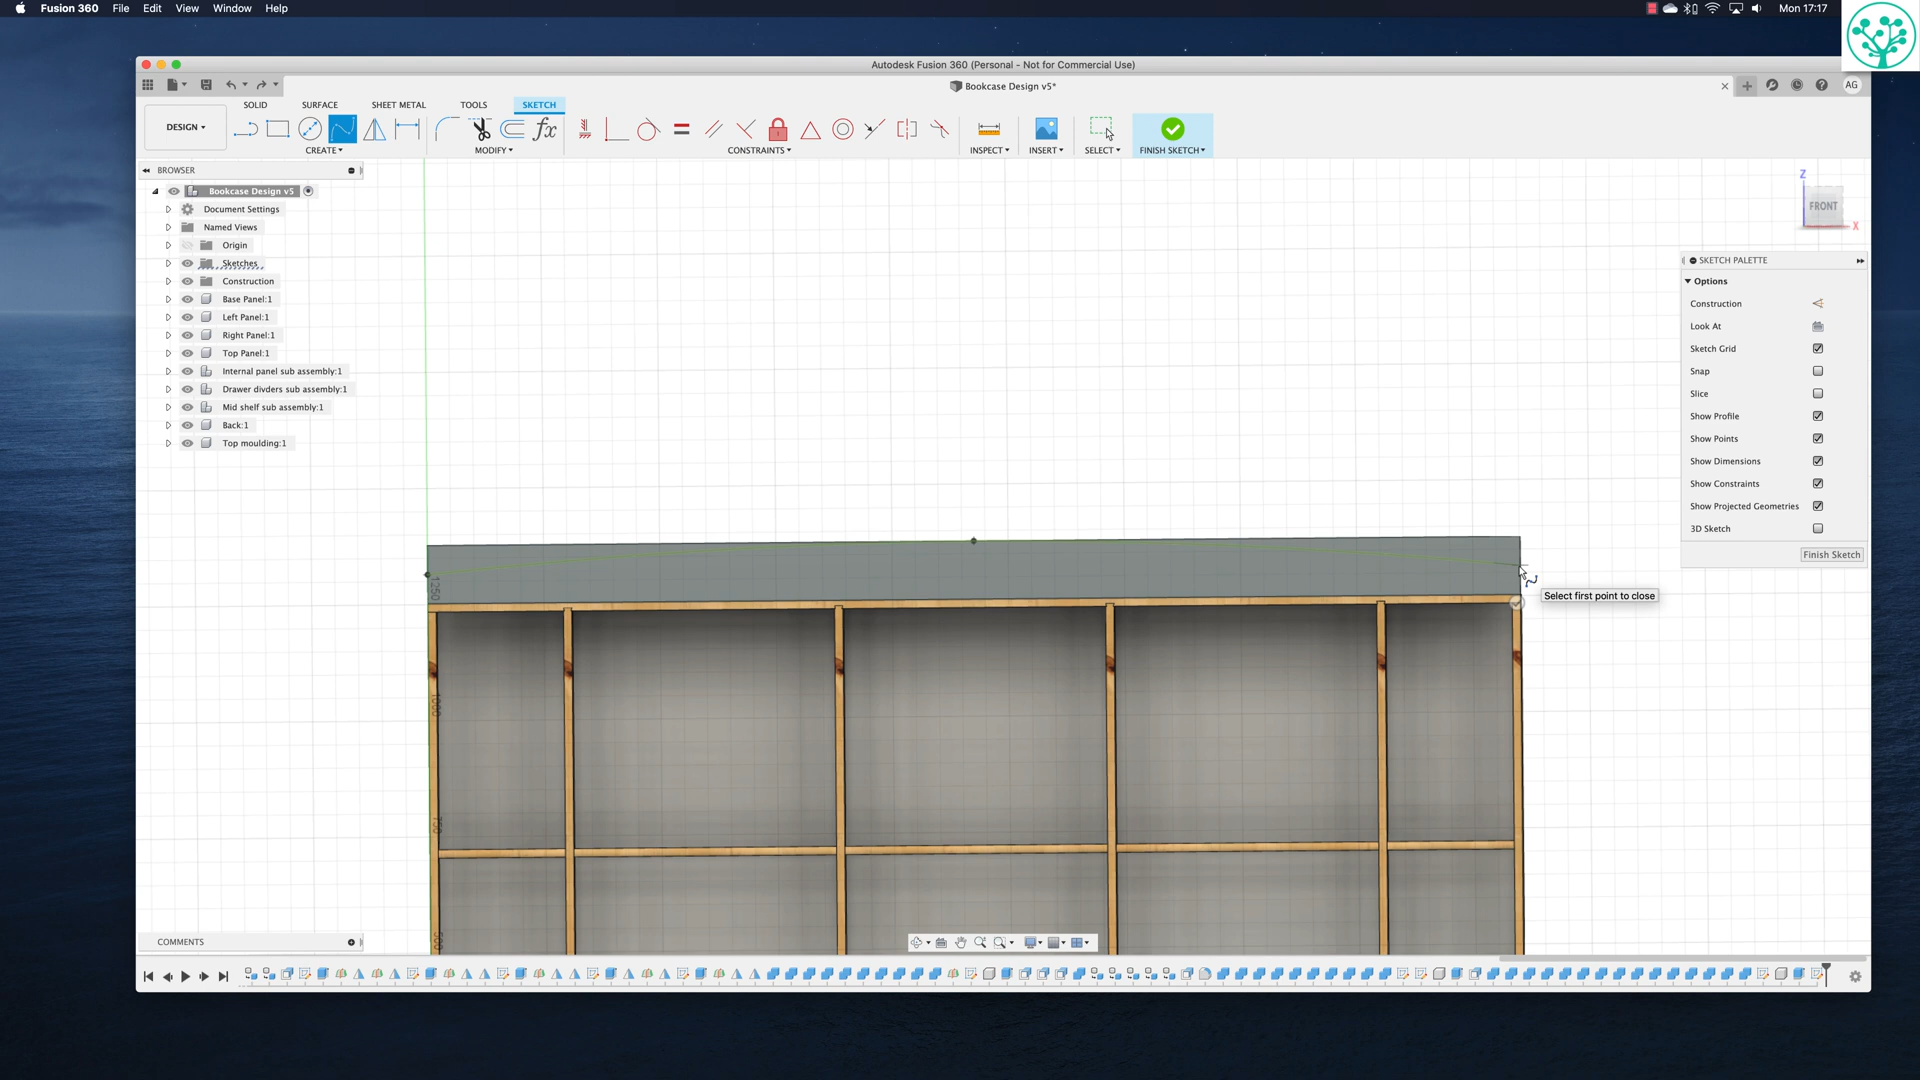 Fusion 360 File Edit View Window Help
Mon 17:17
Autodesk Fusion 360 (Personal - Not for Commercial Use)
Bookcase Design v5*
AG
SOLID SURFACE SHEET METAL TOOLS SKETCH
DESIGN
fx
CREATE MODIFY CONSTRAINTS INSPECT INSERT SELECT FINISH SKETCH
BROWSER
Bookcase Design v5
Document Settings
Named Views
Origin
Sketches
Construction
Base Panel:1
Left Panel:1
Right Panel:1
Top Panel:1
Internal panel sub assembly:1
Drawer divders sub assembly:1
Mid shelf sub assembly:1
Back:1
Top moulding:1
Z
FRONT
X
SKETCH PALETTE
Options
Construction
Look At
Sketch Grid
Snap
Slice
Show Profile
Show Points
Show Dimensions
Show Constraints
Show Projected Geometries
3D Sketch
Finish Sketch
Select first point to close
1250
1000
750
500
COMMENTS